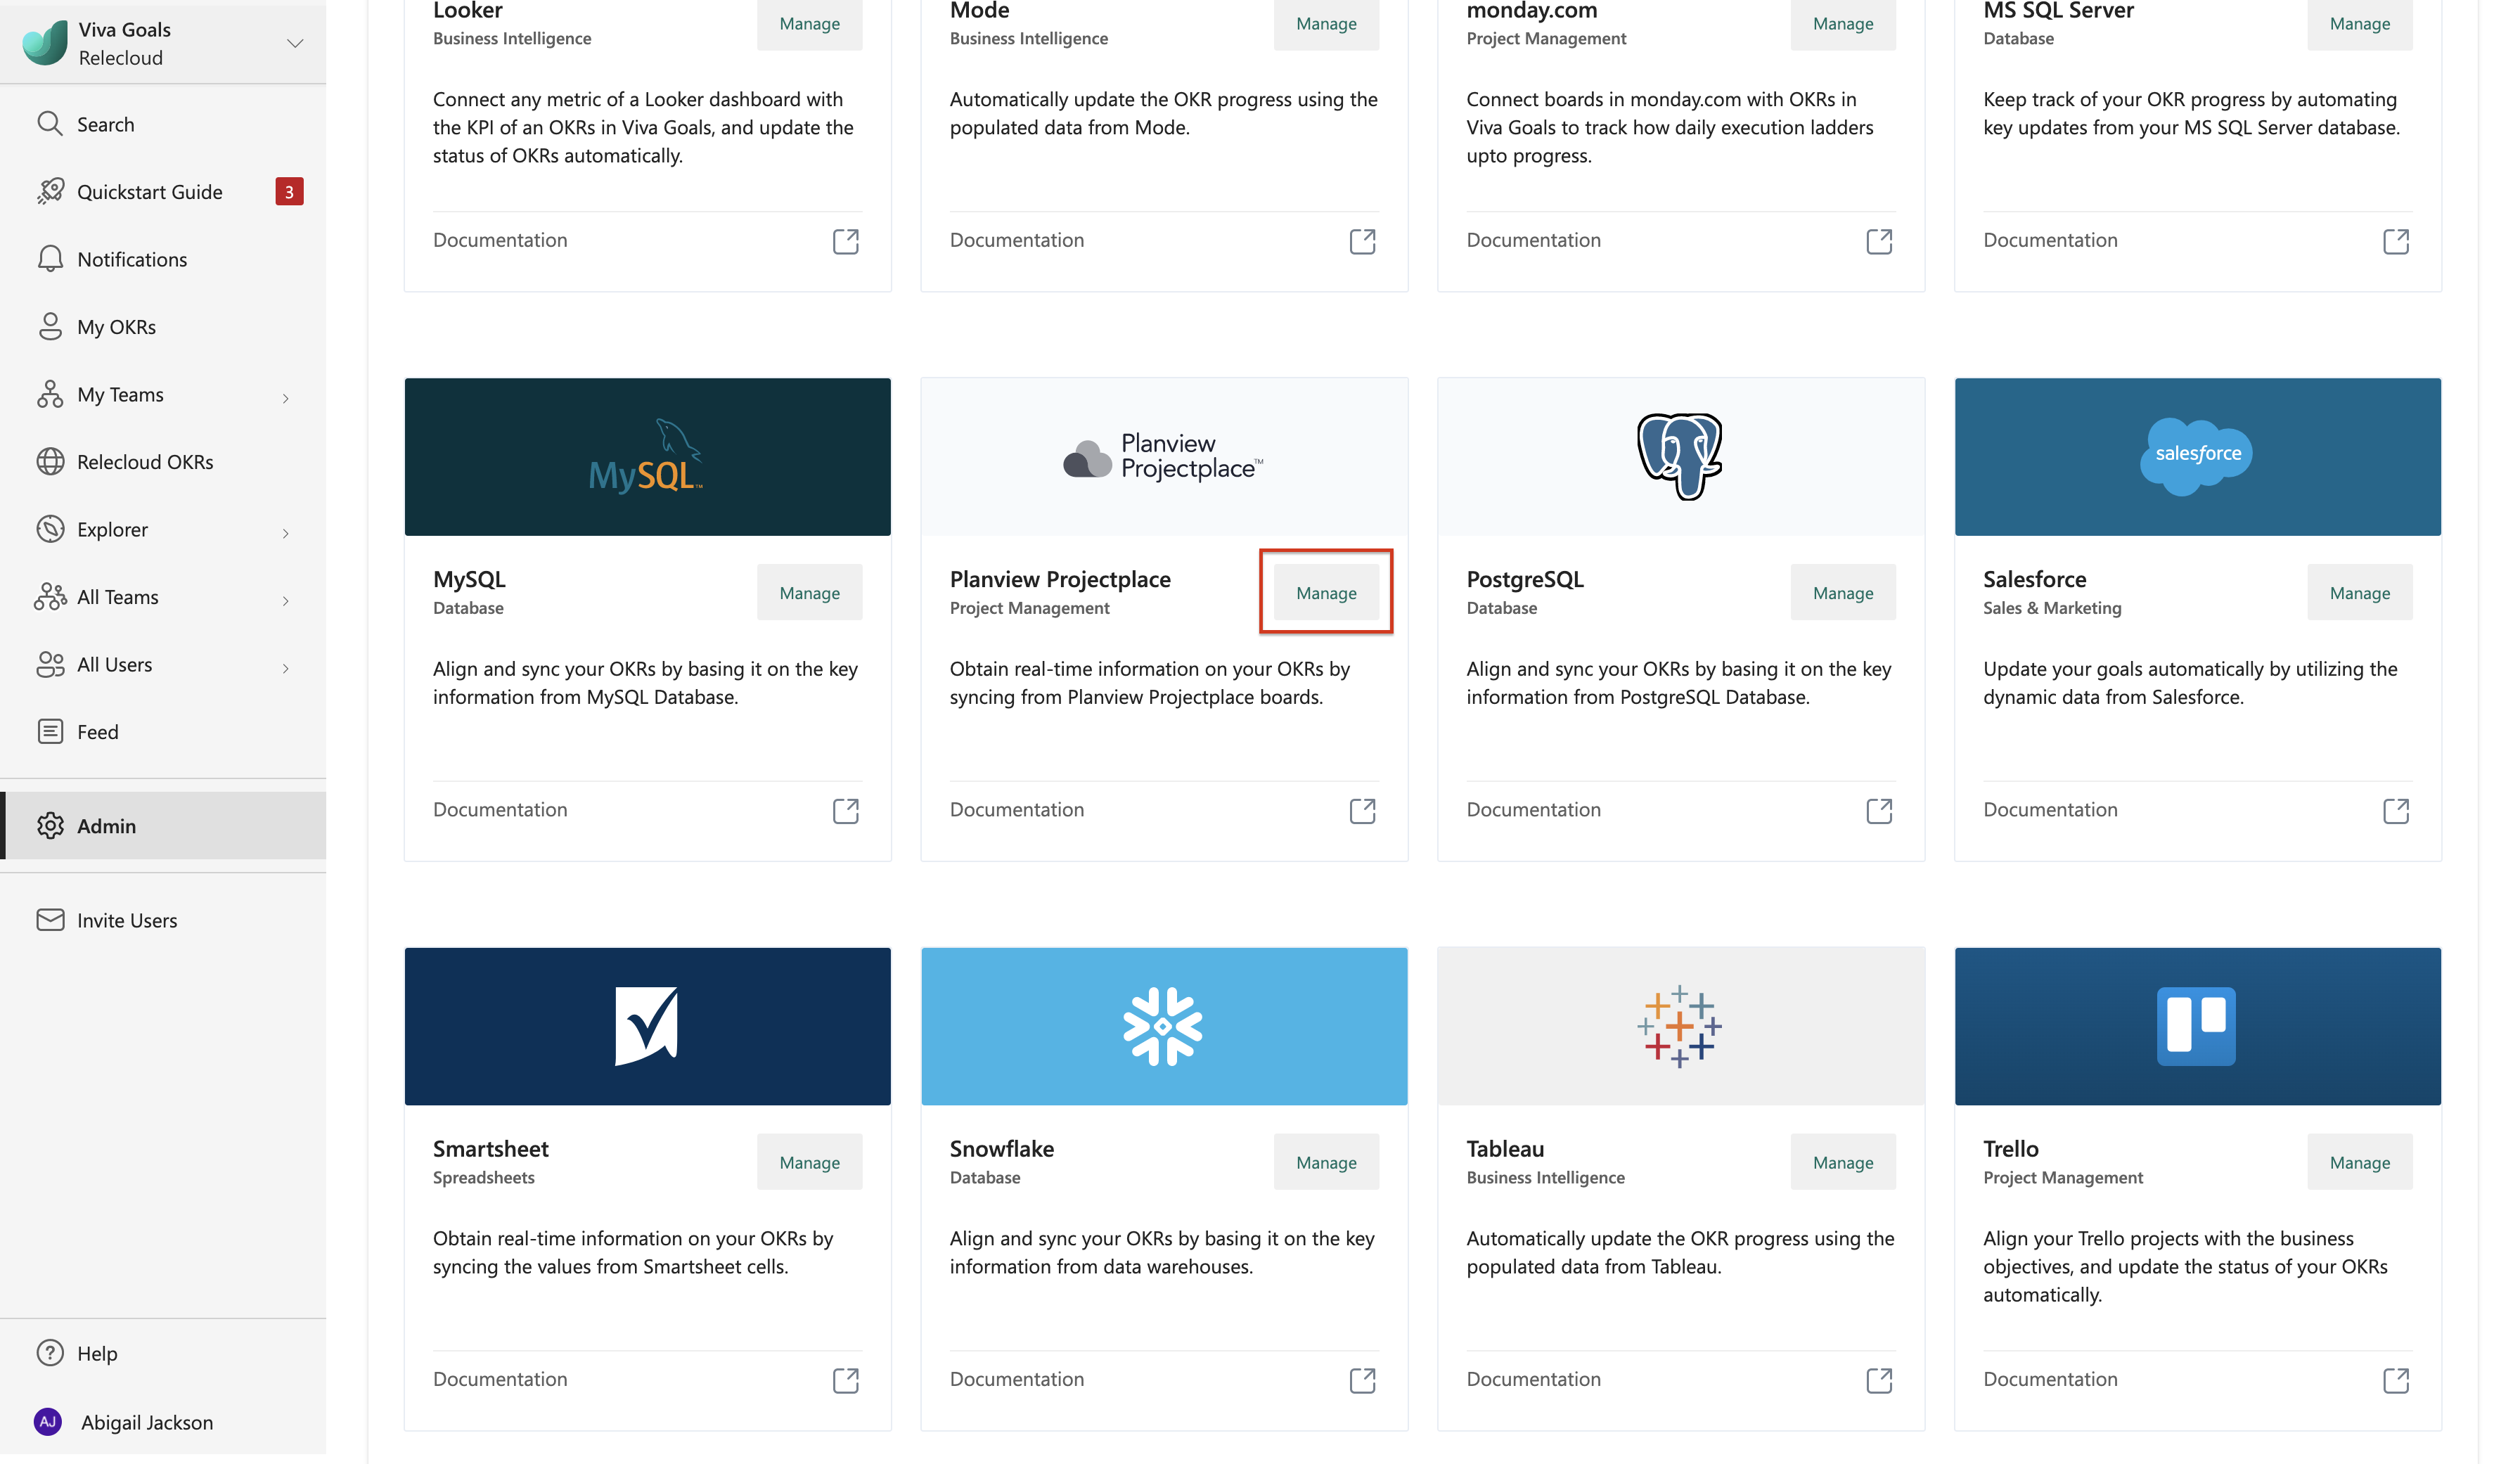 Viva Goals
Relecloud
Search
Quickstart Guide
3
Notifications
My OKRs
My Teams
Relecloud OKRs
Explorer
All Teams
All Users
Feed
Admin
Invite Users
Help
AJ
Abigail Jackson
Looker
Business Intelligence
Manage
Connect any metric of a Looker dashboard with
the KPI of an OKRs in Viva Goals, and update the
status of OKRs automatically.
Documentation
Mode
Business Intelligence
Manage
Automatically update the OKR progress using the
populated data from Mode.
Documentation
monday.com
Project Management
Manage
Connect boards in monday.com with OKRs in
Viva Goals to track how daily execution ladders
upto progress.
Documentation
MS SQL Server
Database
Manage
Keep track of your OKR progress by automating
key updates from your MS SQL Server database.
Documentation
MySQL™
MySQL
Database
Manage
Align and sync your OKRs by basing it on the key
information from MySQL Database.
Documentation
Planview
Projectplace™
Planview Projectplace
Project Management
Manage
Obtain real-time information on your OKRs by
syncing from Planview Projectplace boards.
Documentation
PostgreSQL
Database
Manage
Align and sync your OKRs by basing it on the key
information from PostgreSQL Database.
Documentation
salesforce
Salesforce
Sales & Marketing
Manage
Update your goals automatically by utilizing the
dynamic data from Salesforce.
Documentation
Smartsheet
Spreadsheets
Manage
Obtain real-time information on your OKRs by
syncing the values from Smartsheet cells.
Documentation
Snowflake
Database
Manage
Align and sync your OKRs by basing it on the key
information from data warehouses.
Documentation
Tableau
Business Intelligence
Manage
Automatically update the OKR progress using the
populated data from Tableau.
Documentation
Trello
Project Management
Manage
Align your Trello projects with the business
objectives, and update the status of your OKRs
automatically.
Documentation